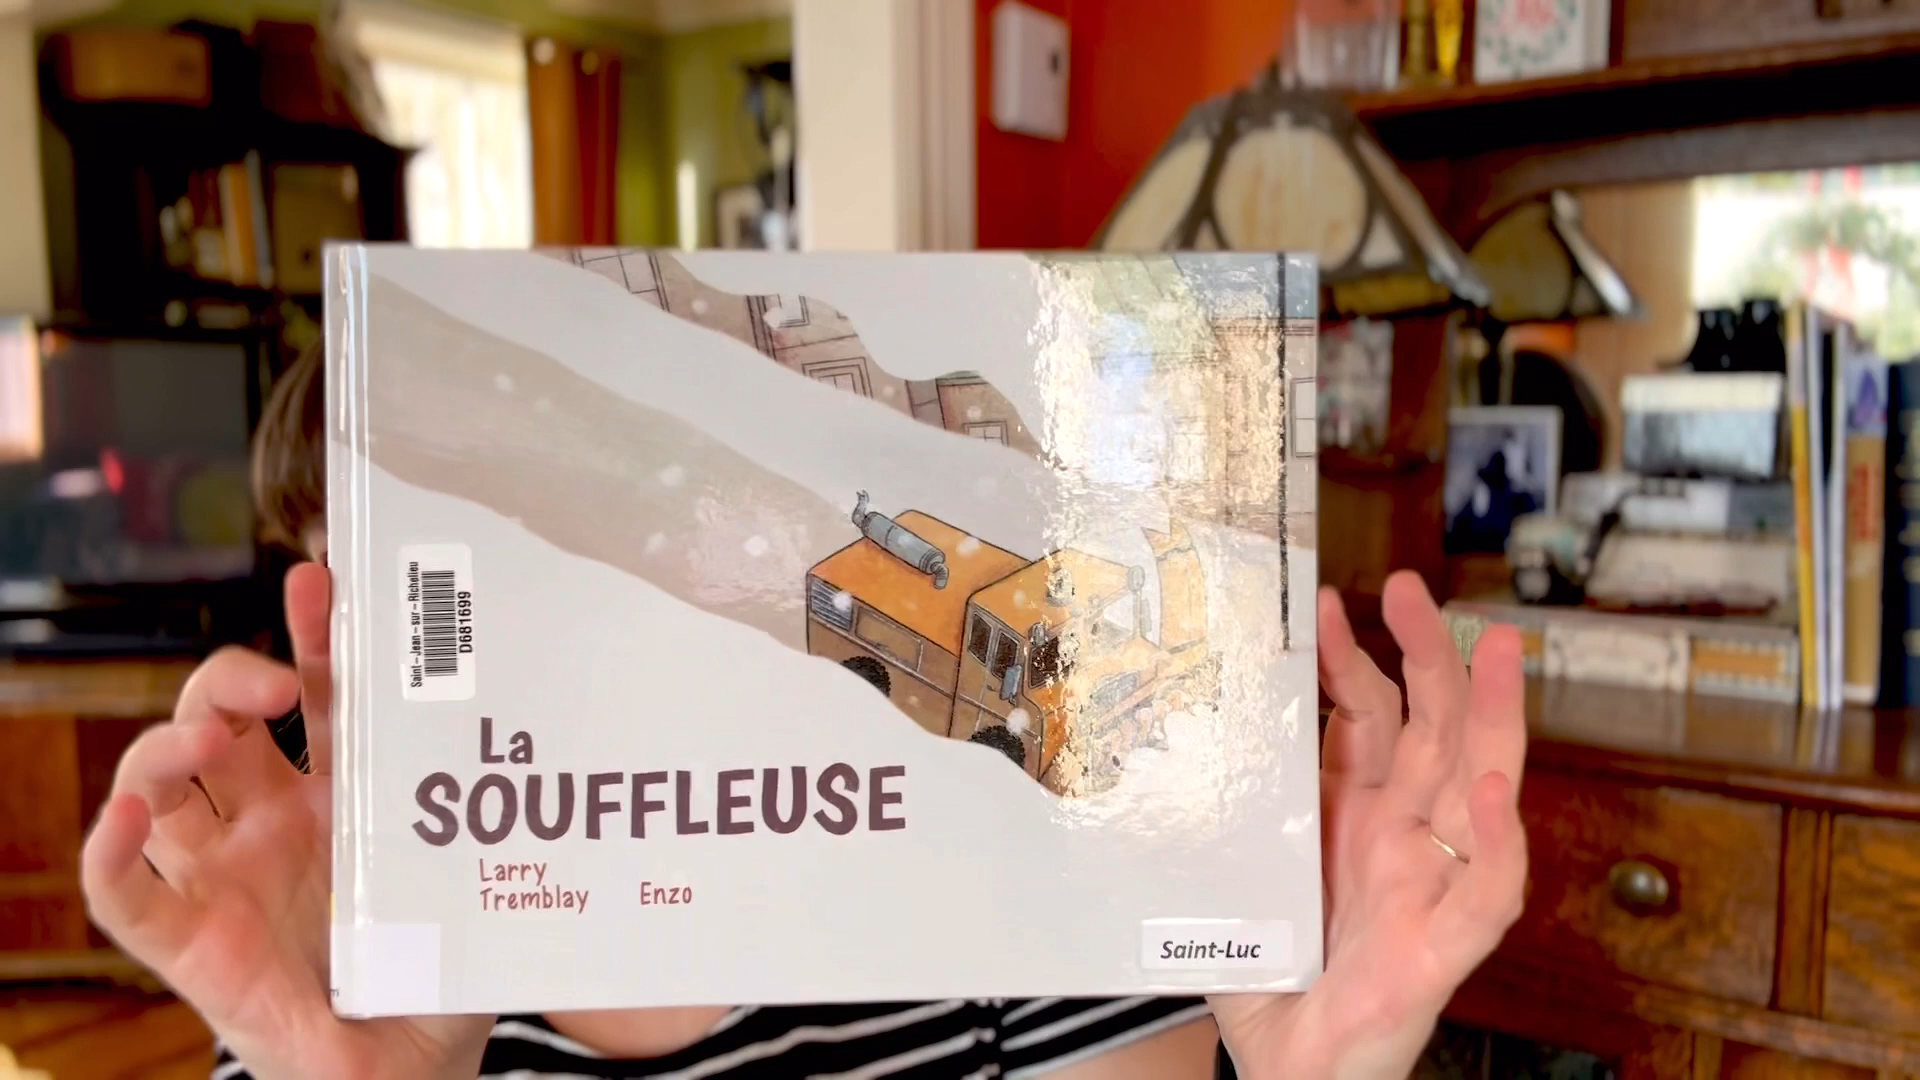 Saint-Jean-sur-Richelieu
D681699
La
SOUFFLEUSE
Larry
Tremblay
Enzo
Saint-Luc